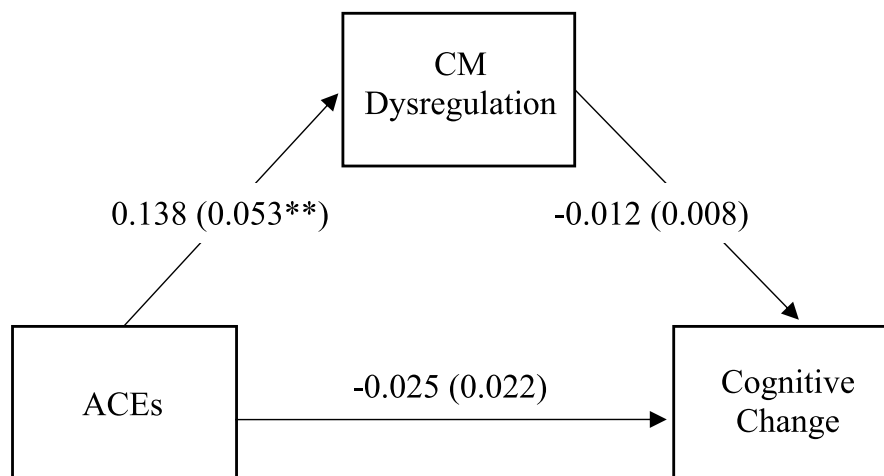 CM
Dysregulation
0.138 (0.053**)
-0.012 (0.008)
ACEs
-0.025 (0.022)
Cognitive
Change